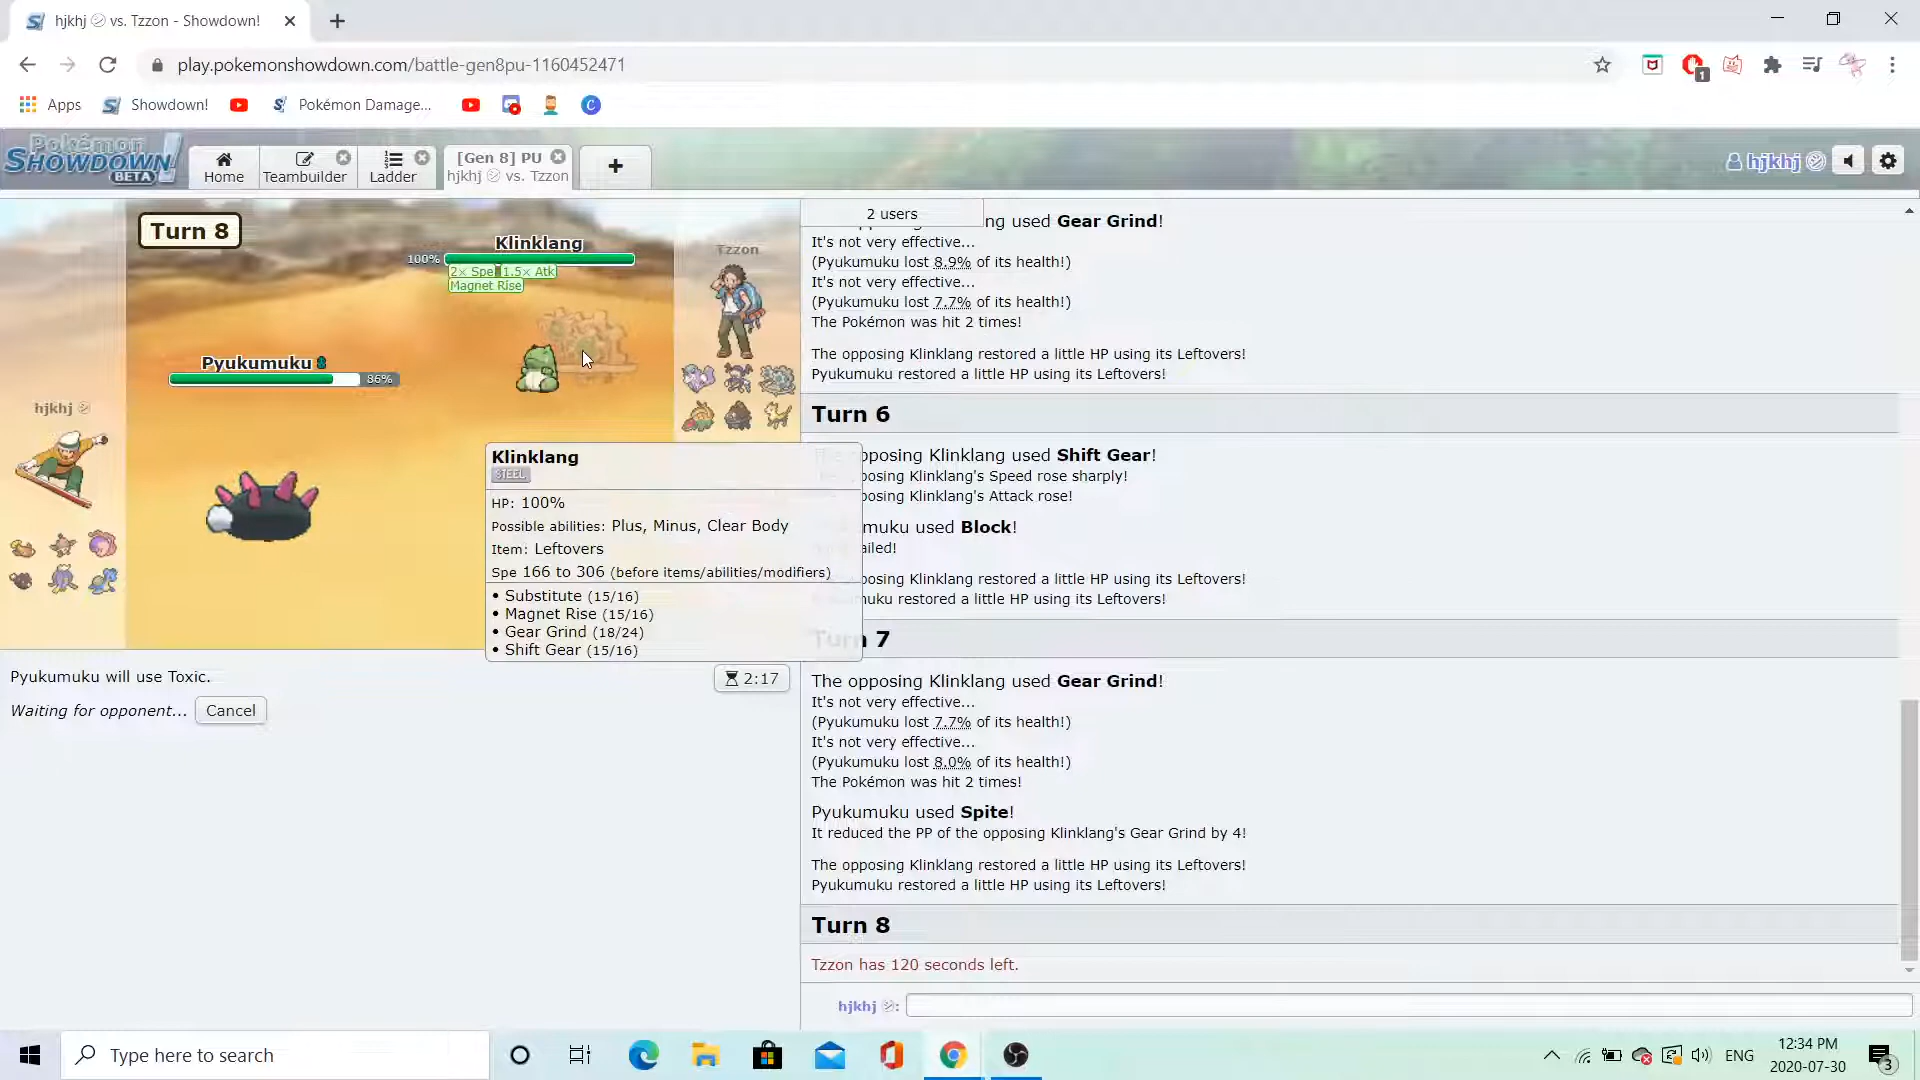 hjkhj vs. Tzzon - Showdown!
play.pokemonshowdown.com/battle-gen8pu-1160452471
1
Apps
Showdown!
Pokémon Damage...
C
Pokémon
SHOWDOWN!
BETA
Home
Teambuilder
Ladder
[Gen 8] PU
hjkhj vs. Tzzon
hjkhj
Turn 8
Klinklang
100%
2× Spe 1.5× Atk
Magnet Rise
Tzzon
Pyukumuku
86%
hjkhj
Klinklang
STEEL
HP: 100%
Possible abilities: Plus, Minus, Clear Body
Item: Leftovers
Spe 166 to 306 (before items/abilities/modifiers)
• Substitute (15/16)
• Magnet Rise (15/16)
• Gear Grind (18/24)
• Shift Gear (15/16)
Pyukumuku will use Toxic.
2:17
Waiting for opponent...
Cancel
2 users
ng used Gear Grind!
It's not very effective...
(Pyukumuku lost 8.9% of its health!)
It's not very effective...
(Pyukumuku lost 7.7% of its health!)
The Pokémon was hit 2 times!
The opposing Klinklang restored a little HP using its Leftovers!
Pyukumuku restored a little HP using its Leftovers!
Turn 6
opposing Klinklang used Shift Gear!
opposing Klinklang's Speed rose sharply!
opposing Klinklang's Attack rose!
muku used Block!
ailed!
posing Klinklang restored a little HP using its Leftovers!
muku restored a little HP using its Leftovers!
Turn 7
The opposing Klinklang used Gear Grind!
It's not very effective...
(Pyukumuku lost 7.7% of its health!)
It's not very effective...
(Pyukumuku lost 8.0% of its health!)
The Pokémon was hit 2 times!
Pyukumuku used Spite!
It reduced the PP of the opposing Klinklang's Gear Grind by 4!
The opposing Klinklang restored a little HP using its Leftovers!
Pyukumuku restored a little HP using its Leftovers!
Turn 8
Tzzon has 120 seconds left.
hjkhj :
Type here to search
ENG
12:34 PM
2020-07-30
3